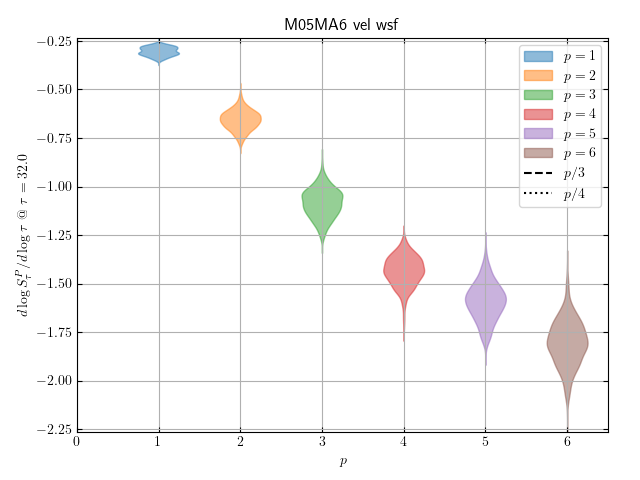 M05MA6 vel wsf
−0.25
−0.50
−0.75
−1.00
−1.25
−1.50
−1.75
−2.00
−2.25
d log S_τ^P / d log τ @ τ = 32.0
0 1 2 3 4 5 6
p
p = 1
p = 2
p = 3
p = 4
p = 5
p = 6
p/3
p/4